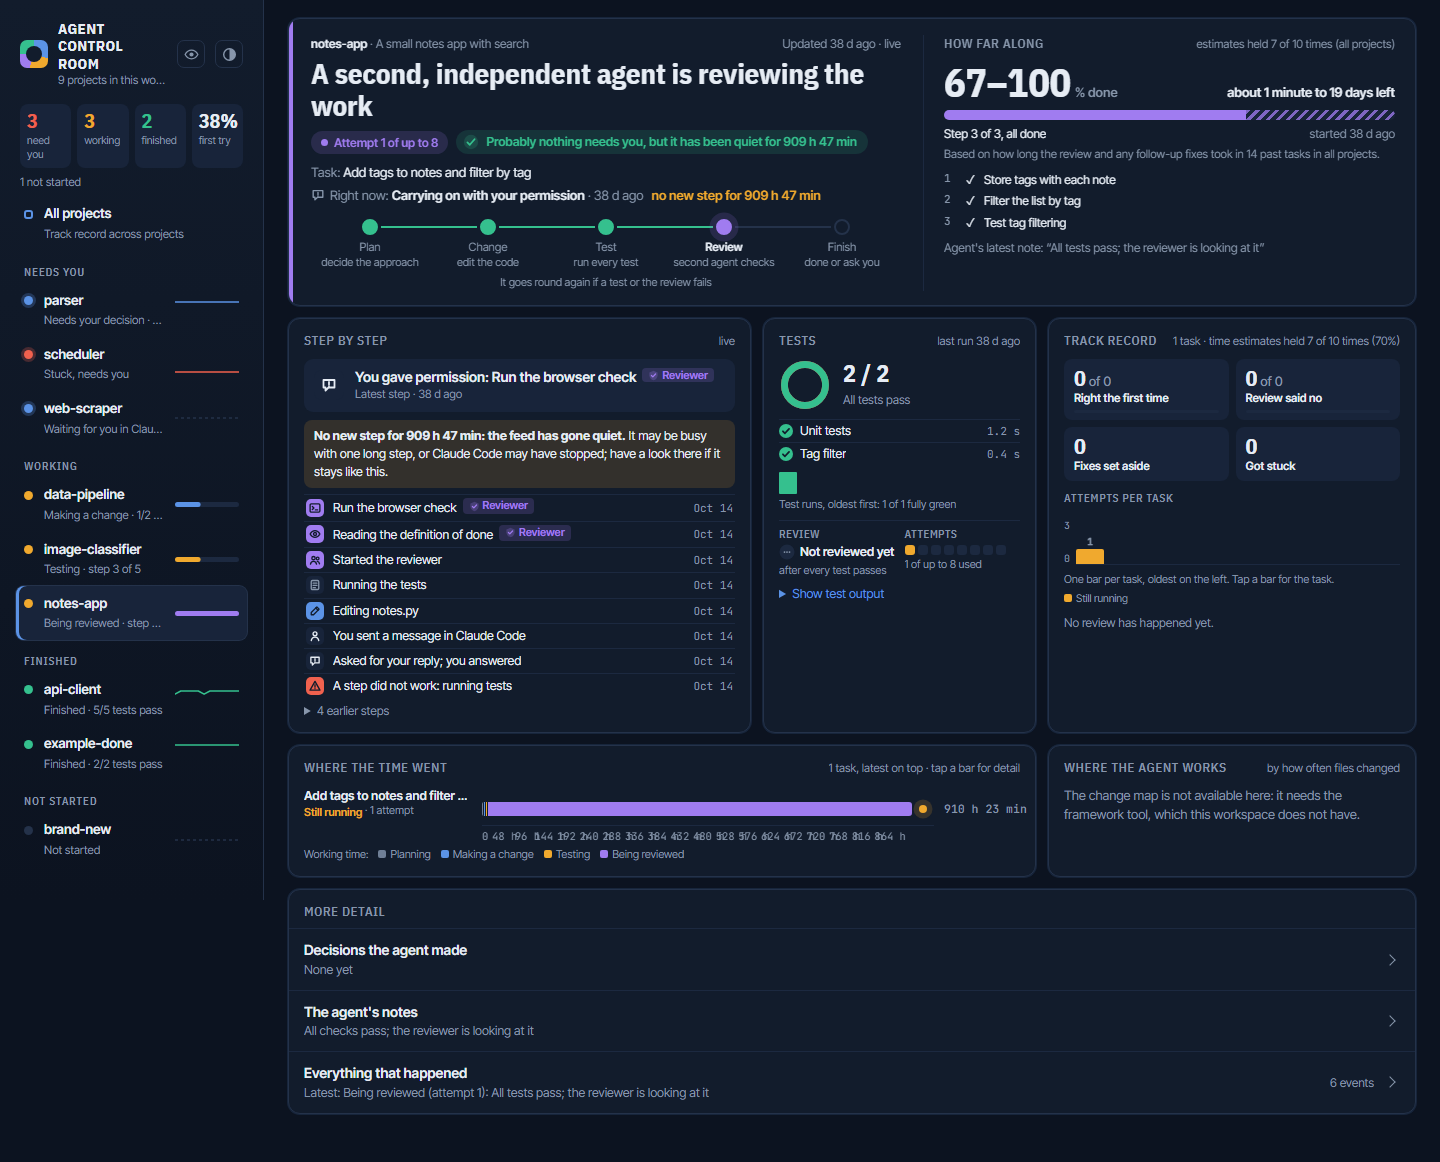 AGENT
CONTROL
ROOM
9 projects in this wo...
3
need
you
3
working
2
finished
38%
first try
1 not started
All projects
Track record across projects
NEEDS YOU
parser
Needs your decision · ...
scheduler
Stuck, needs you
web-scraper
Waiting for you in Clau...
WORKING
data-pipeline
Making a change · 1/2 ...
image-classifier
Testing · step 3 of 5
notes-app
Being reviewed · step ...
FINISHED
api-client
Finished · 5/5 tests pass
example-done
Finished · 2/2 tests pass
NOT STARTED
brand-new
Not started
notes-app · A small notes app with search
Updated 38 d ago · live
A second, independent agent is reviewing the
work
Attempt 1 of up to 8
Probably nothing needs you, but it has been quiet for 909 h 47 min
Task: Add tags to notes and filter by tag
Right now: Carrying on with your permission · 38 d ago no new step for 909 h 47 min
Plan
decide the approach
Change
edit the code
Test
run every test
Review
second agent checks
Finish
done or ask you
It goes round again if a test or the review fails
HOW FAR ALONG
estimates held 7 of 10 times (all projects)
67–100 % done
about 1 minute to 19 days left
Step 3 of 3, all done
started 38 d ago
Based on how long the review and any follow-up fixes took in 14 past tasks in all projects.
1 ✓ Store tags with each note
2 ✓ Filter the list by tag
3 ✓ Test tag filtering
Agent's latest note: “All tests pass; the reviewer is looking at it”
STEP BY STEP
live
You gave permission: Run the browser check Reviewer
Latest step · 38 d ago
No new step for 909 h 47 min: the feed has gone quiet. It may be busy
with one long step, or Claude Code may have stopped; have a look there if it
stays like this.
Run the browser check Reviewer Oct 14
Reading the definition of done Reviewer Oct 14
Started the reviewer Oct 14
Running the tests Oct 14
Editing notes.py Oct 14
You sent a message in Claude Code Oct 14
Asked for your reply; you answered Oct 14
A step did not work: running tests Oct 14
4 earlier steps
TESTS
last run 38 d ago
2 / 2
All tests pass
Unit tests 1.2 s
Tag filter 0.4 s
Test runs, oldest first: 1 of 1 fully green
REVIEW
Not reviewed yet
after every test passes
ATTEMPTS
1 of up to 8 used
Show test output
TRACK RECORD
1 task · time estimates held 7 of 10 times (70%)
0 of 0
Right the first time
0 of 0
Review said no
0
Fixes set aside
0
Got stuck
ATTEMPTS PER TASK
3
1
0
One bar per task, oldest on the left. Tap a bar for the task.
Still running
No review has happened yet.
WHERE THE TIME WENT
1 task, latest on top · tap a bar for detail
Add tags to notes and filter ...
Still running · 1 attempt
910 h 23 min
0 48 h 96 h 144 h 192 h 240 h 288 h 336 h 384 h 432 h 480 h 528 h 576 h 624 h 672 h 720 h 768 h 816 h 864 h
Working time: Planning Making a change Testing Being reviewed
WHERE THE AGENT WORKS
by how often files changed
The change map is not available here: it needs the
framework tool, which this workspace does not have.
MORE DETAIL
Decisions the agent made
None yet
The agent's notes
All checks pass; the reviewer is looking at it
Everything that happened
Latest: Being reviewed (attempt 1): All tests pass; the reviewer is looking at it
6 events